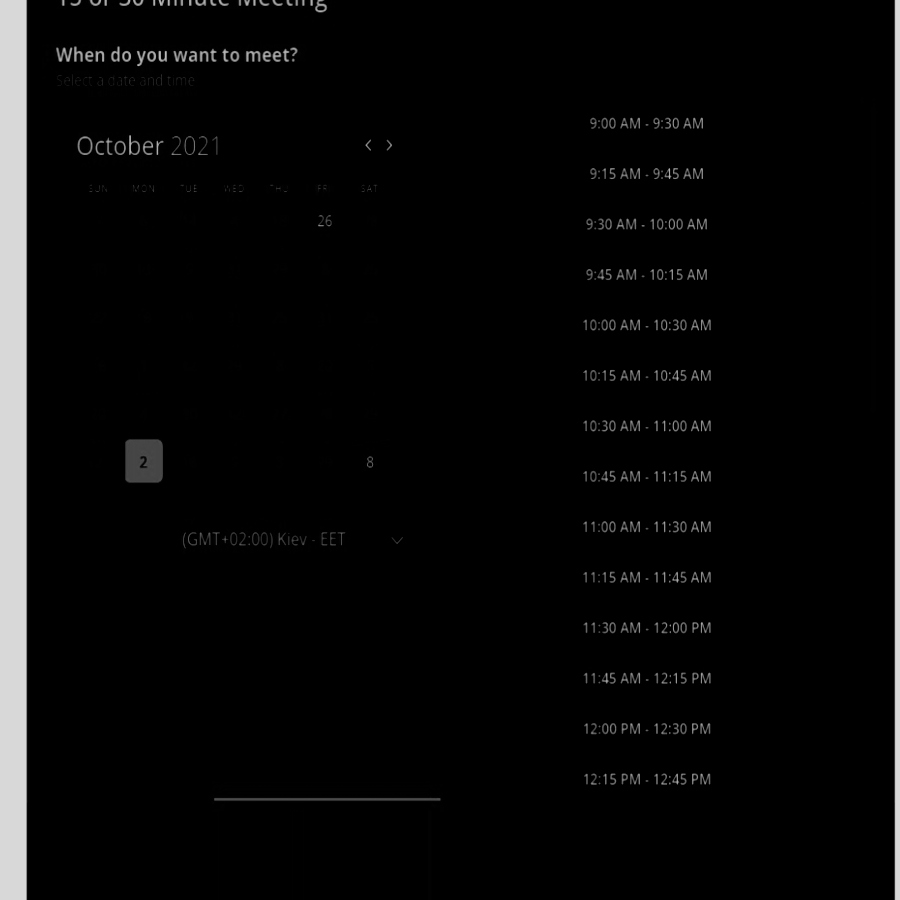 15 or 30 Minute Meeting
When do you want to meet?
Select a date and time
October 2021
SUN MON TUE WED THU FRI SAT
26
2 8
(GMT+02:00) Kiev - EET
9:00 AM - 9:30 AM
9:15 AM - 9:45 AM
9:30 AM - 10:00 AM
9:45 AM - 10:15 AM
10:00 AM - 10:30 AM
10:15 AM - 10:45 AM
10:30 AM - 11:00 AM
10:45 AM - 11:15 AM
11:00 AM - 11:30 AM
11:15 AM - 11:45 AM
11:30 AM - 12:00 PM
11:45 AM - 12:15 PM
12:00 PM - 12:30 PM
12:15 PM - 12:45 PM